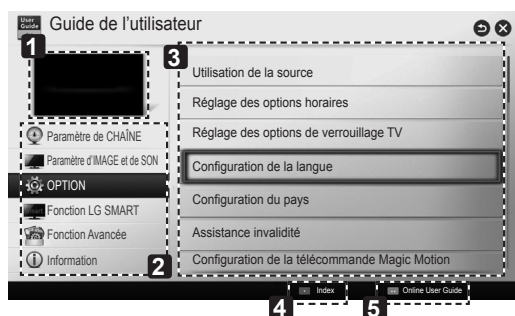 User Guide
Guide de l'utilisateur
1
3
Utilisation de la source
Réglage des options horaires
Réglage des options de verrouillage TV
Configuration de la langue
Configuration du pays
Assistance invalidité
Configuration de la télécommande Magic Motion
Paramètre de CHAÎNE
Paramètre d'IMAGE et de SON
OPTION
Fonction LG SMART
Fonction Avancée
Information
2
Index
Online User Guide
4
5